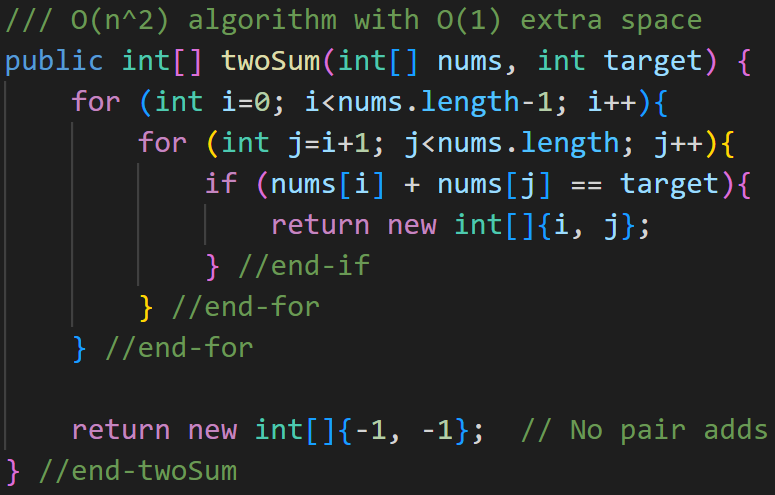 /// O(n^2) algorithm with O(1) extra space
public int[] twoSum(int[] nums, int target) {
for (int i=0; i<nums.length-1; i++){
for (int j=i+1; j<nums.length; j++){
if (nums[i] + nums[j] == target){
return new int[]{i, j};
} //end-if
} //end-for
} //end-for
return new int[]{-1, -1};  // No pair adds
} //end-twoSum